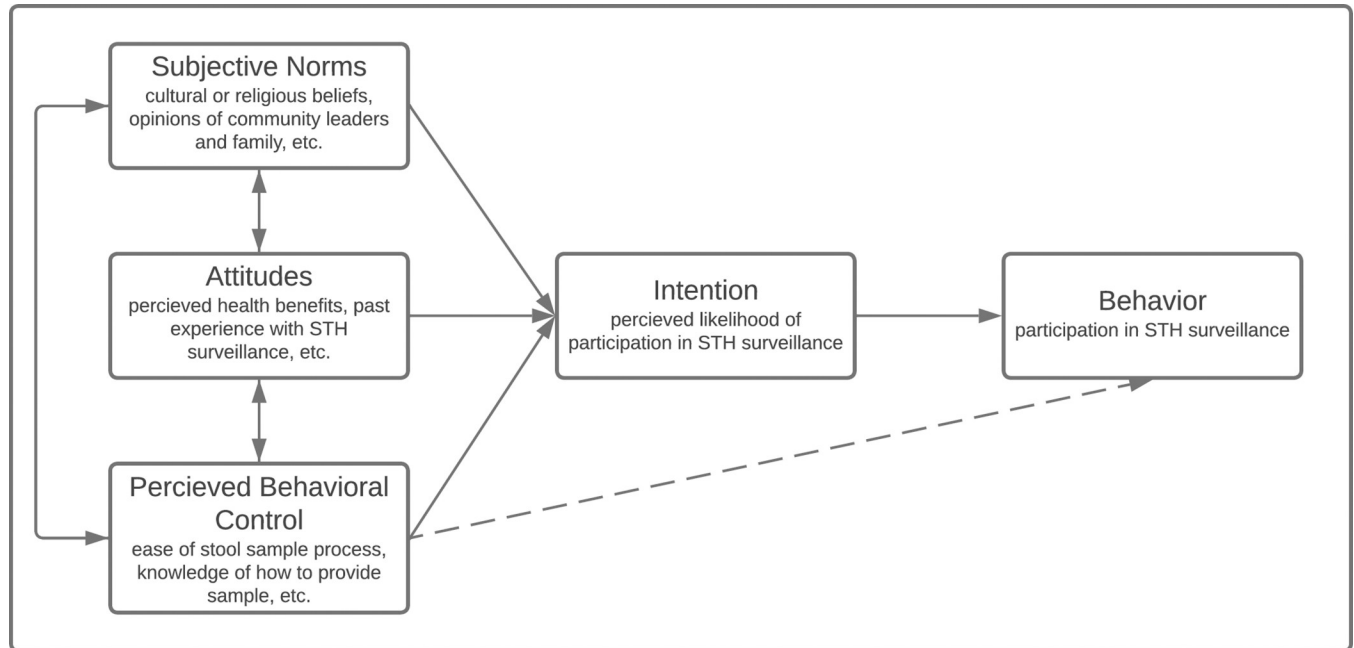 Subjective Norms
cultural or religious beliefs,
opinions of community leaders
and family, etc.
Attitudes
percieved health benefits, past
experience with STH
surveillance, etc.
Percieved Behavioral
Control
ease of stool sample process,
knowledge of how to provide
sample, etc.
Intention
percieved likelihood of
participation in STH surveillance
Behavior
participation in STH surveillance